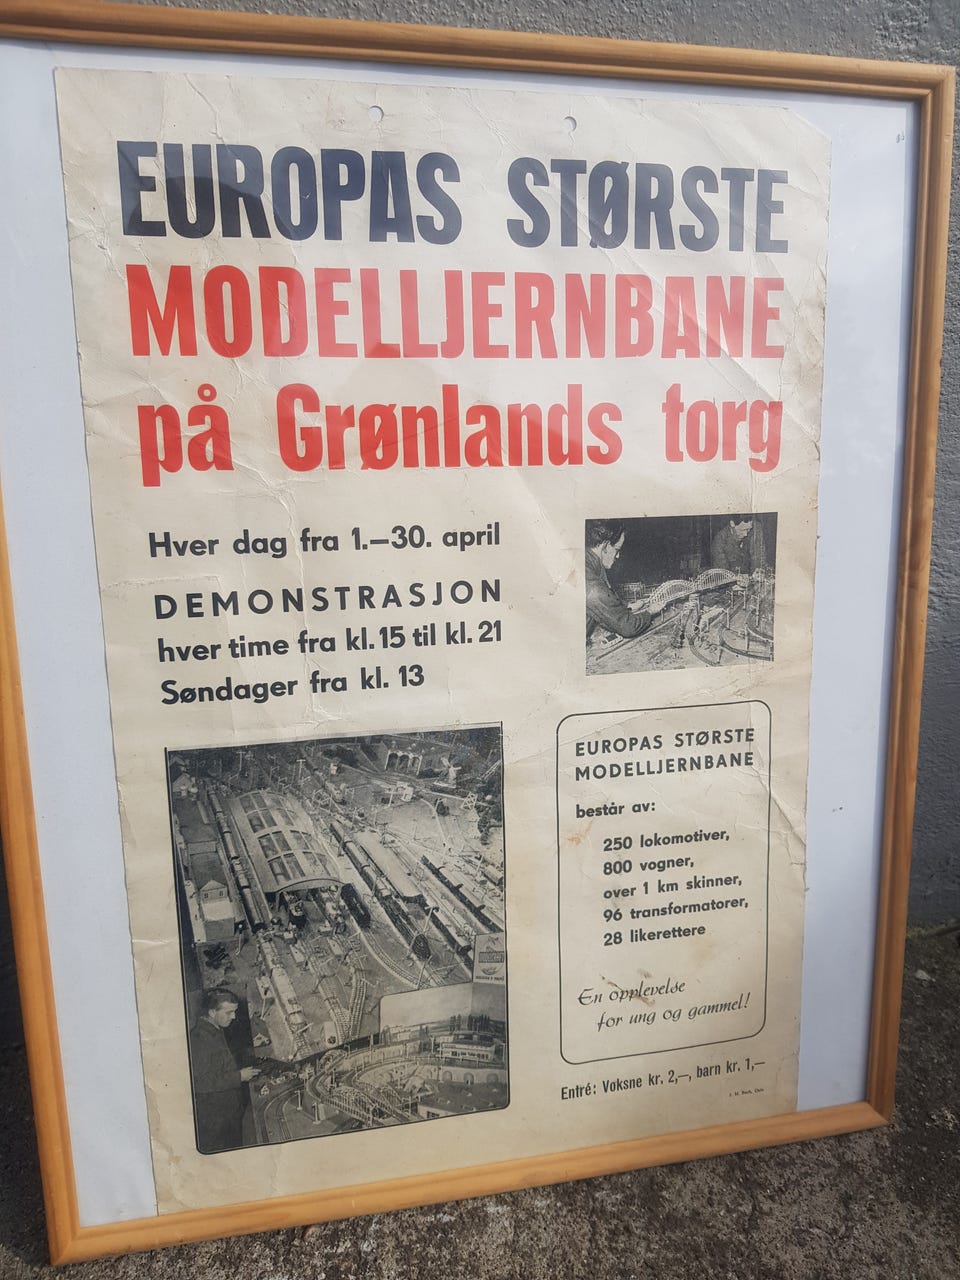 EUROPAS STØRSTE
MODELLJERNBANE
på Grønlands torg
Hver dag fra 1.–30. april
DEMONSTRASJON
hver time fra kl. 15 til kl. 21
Søndager fra kl. 13
EUROPAS STØRSTE
MODELLJERNBANE
består av:
250 lokomotiver,
800 vogner,
over 1 km skinner,
96 transformatorer,
28 likerettere
En opplevelse
for ung og gammel!
Entré: Voksne kr. 2,–, barn kr. 1,–
Oslo